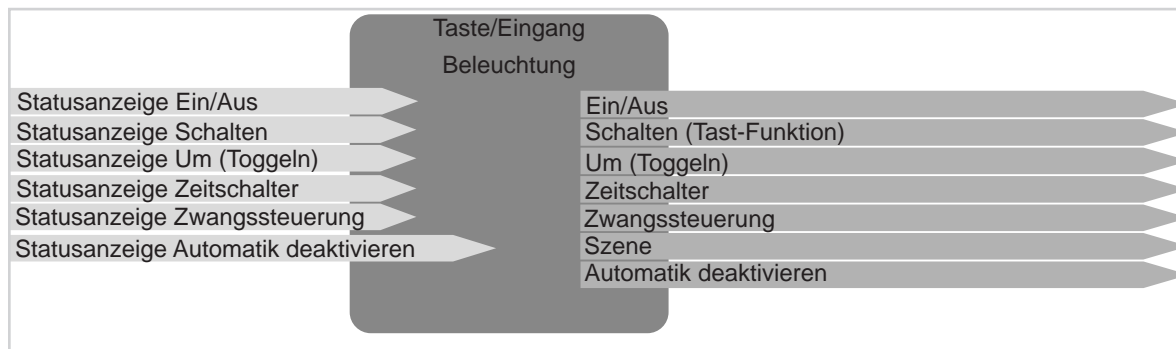 Taste/Eingang
Beleuchtung
Statusanzeige Ein/Aus
Statusanzeige Schalten
Statusanzeige Um (Toggeln)
Statusanzeige Zeitschalter
Statusanzeige Zwangssteuerung
Statusanzeige Automatik deaktivieren
Ein/Aus
Schalten (Tast-Funktion)
Um (Toggeln)
Zeitschalter
Zwangssteuerung
Szene
Automatik deaktivieren